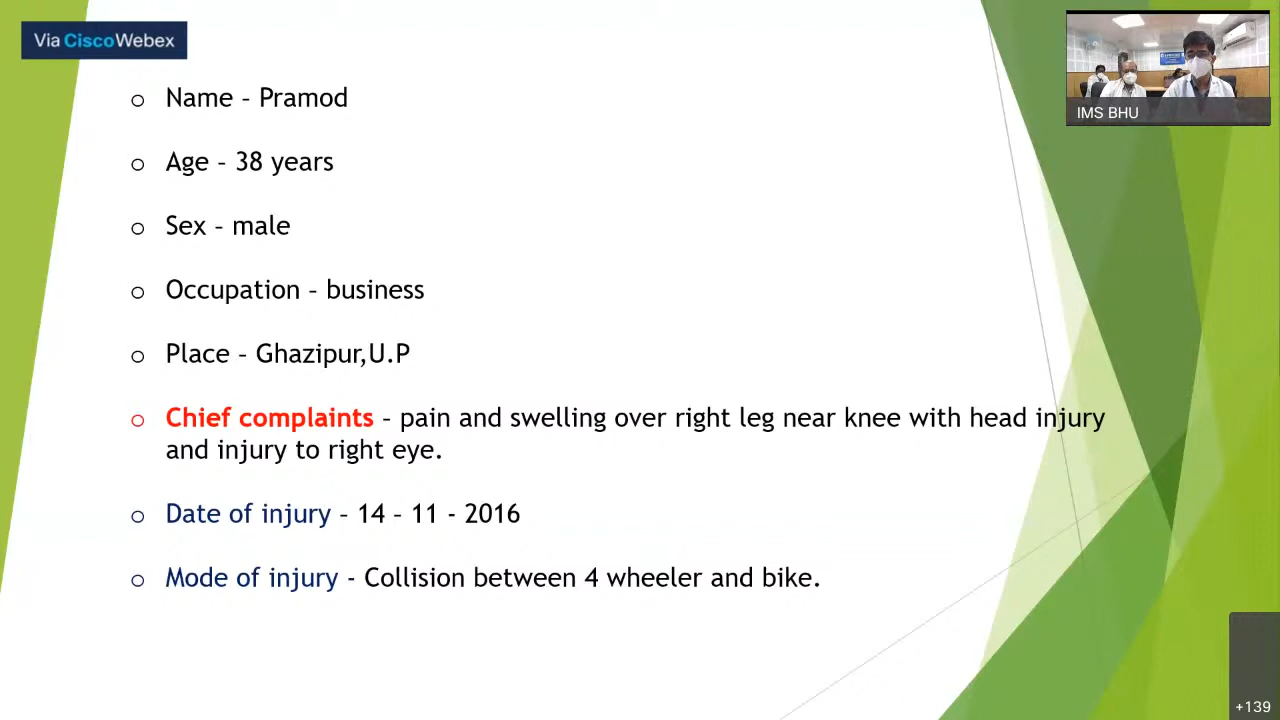 Via CiscoWebex
IMS BHU
o Name – Pramod
o Age – 38 years
o Sex – male
o Occupation – business
o Place – Ghazipur,U.P
o Chief complaints – pain and swelling over right leg near knee with head injury
and injury to right eye.
o Date of injury – 14 – 11 - 2016
o Mode of injury - Collision between 4 wheeler and bike.
+139